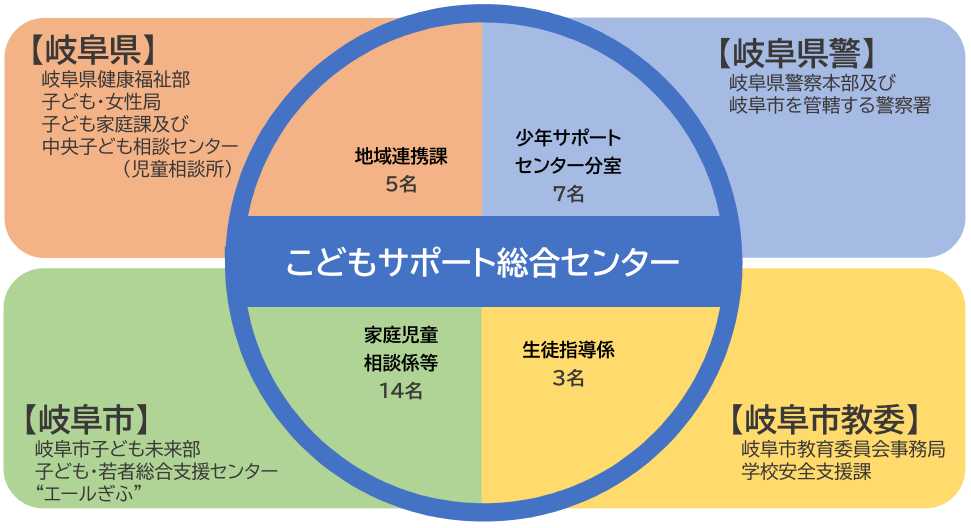 【岐阜県】
岐阜県健康福祉部
子ども・女性局
子ども家庭課及び
中央子ども相談センター
（児童相談所）
地域連携課
5名
【岐阜県警】
岐阜県警察本部及び
岐阜市を管轄する警察署
少年サポート
センター分室
7名
こどもサポート総合センター
家庭児童
相談係等
14名
【岐阜市】
岐阜市子ども未来部
子ども・若者総合支援センター
“エールぎふ”
生徒指導係
3名
【岐阜市教委】
岐阜市教育委員会事務局
学校安全支援課